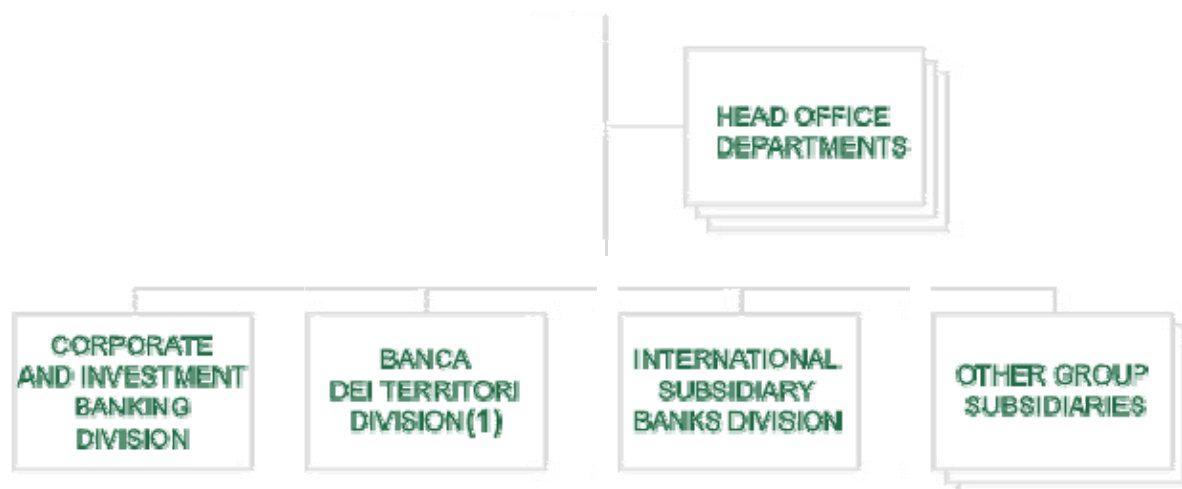 HEAD OFFICE
DEPARTMENTS
CORPORATE
AND INVESTMENT
BANKING
DIVISION
BANCA
DEI TERRITORI
DIVISION(1)
INTERNATIONAL
SUBSIDIARY
BANKS DIVISION
OTHER GROUP
SUBSIDIARIES